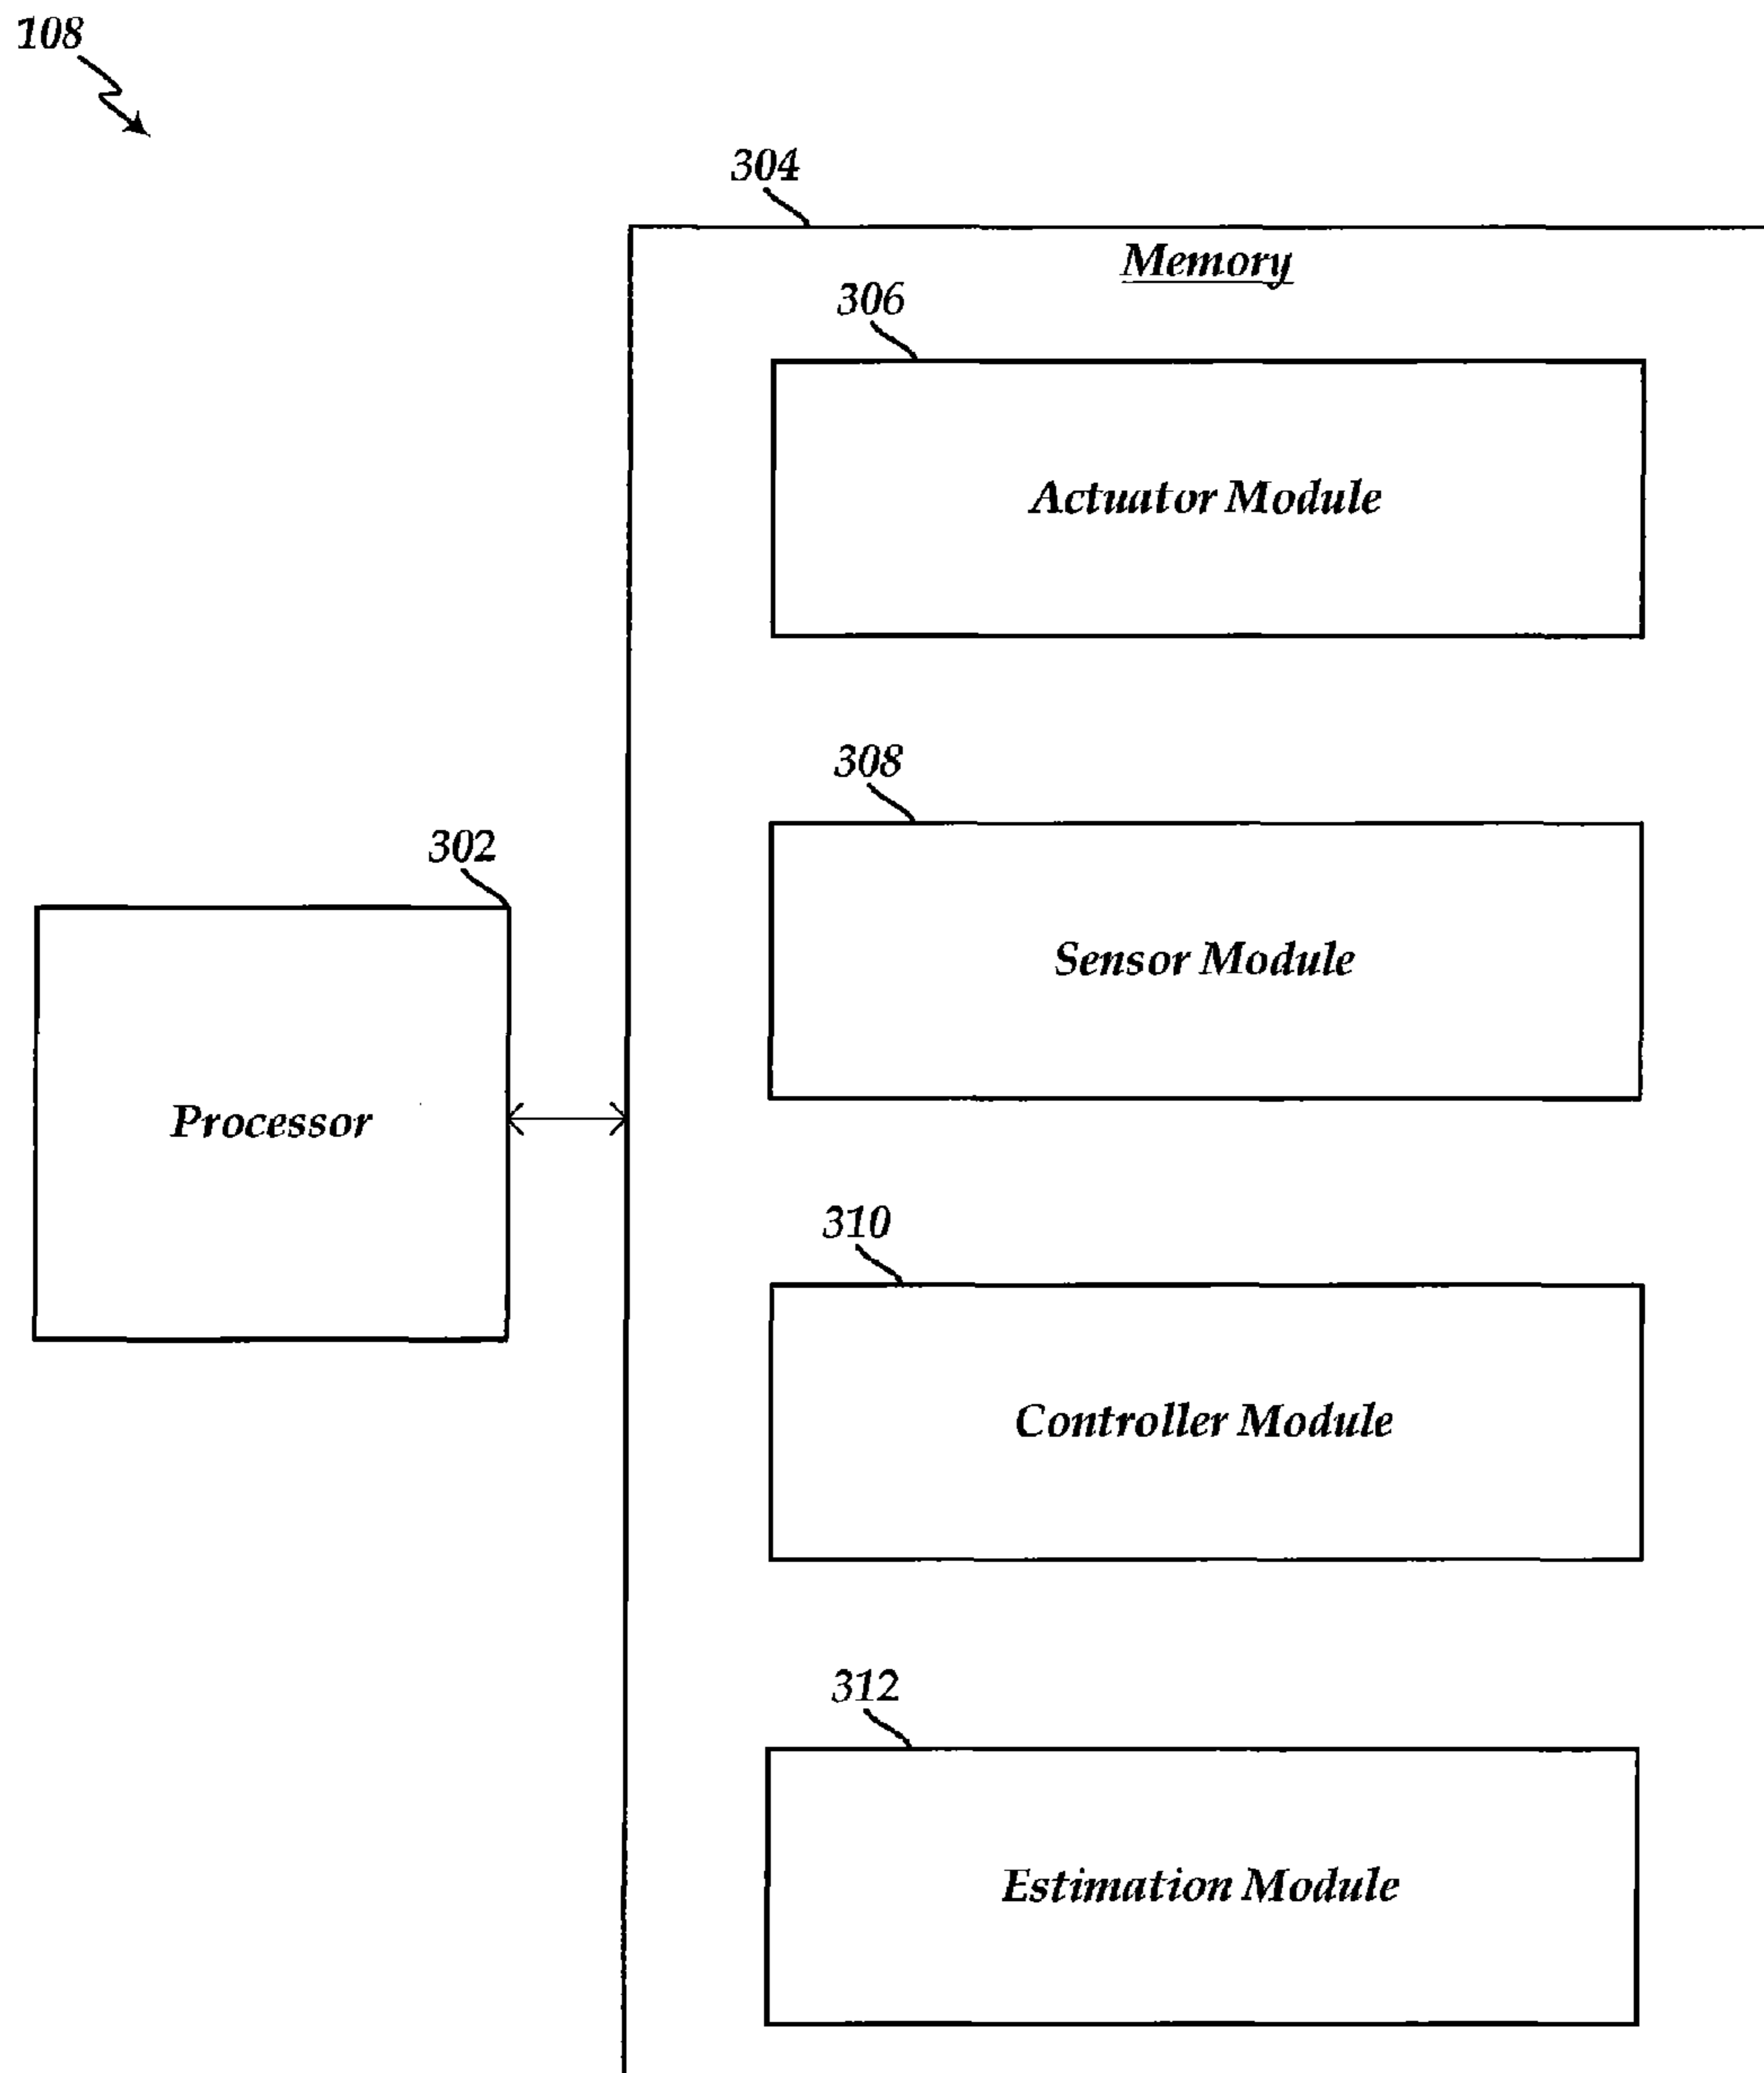 108
304
Memory
306
Actuator Module
308
Sensor Module
302
Processor
310
Controller Module
312
Estimation Module